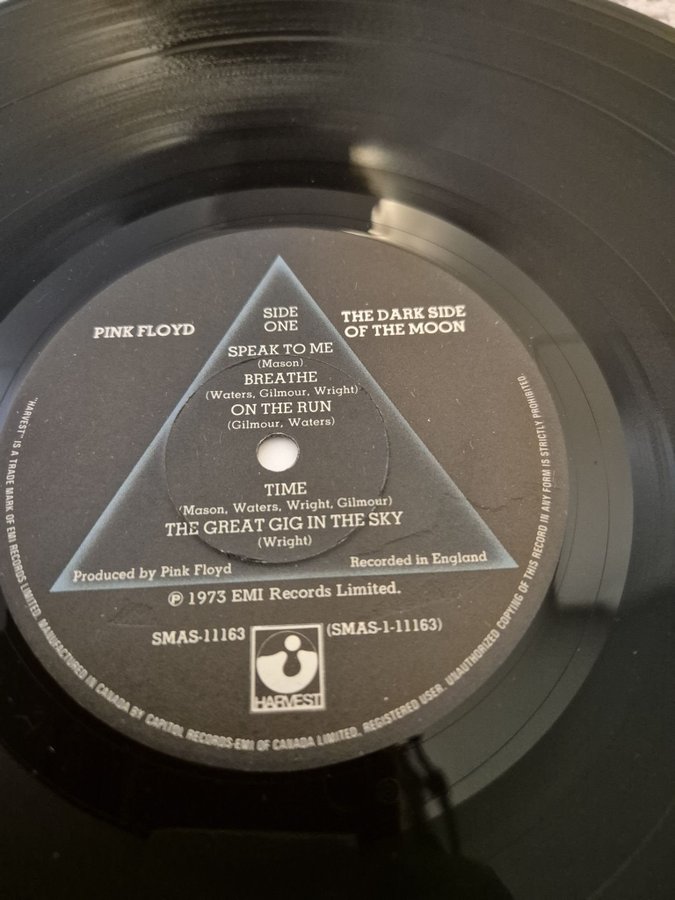 SIDE
ONE
PINK FLOYD
THE DARK SIDE
OF THE MOON
SPEAK TO ME
(Mason)
BREATHE
(Waters, Gilmour, Wright)
ON THE RUN
(Gilmour, Waters)
TIME
(Mason, Waters, Wright, Gilmour)
THE GREAT GIG IN THE SKY
(Wright)
Produced by Pink Floyd
Recorded in England
℗ 1973 EMI Records Limited.
SMAS-11163
(SMAS-1-11163)
HARVEST
"HARVEST" IS A TRADE MARK OF EMI RECORDS LIMITED. MANUFACTURED IN CANADA BY CAPITOL RECORDS-EMI OF CANADA LIMITED, REGISTERED USER. UNAUTHORIZED COPYING OF THIS RECORD IN ANY FORM IS STRICTLY PROHIBITED.